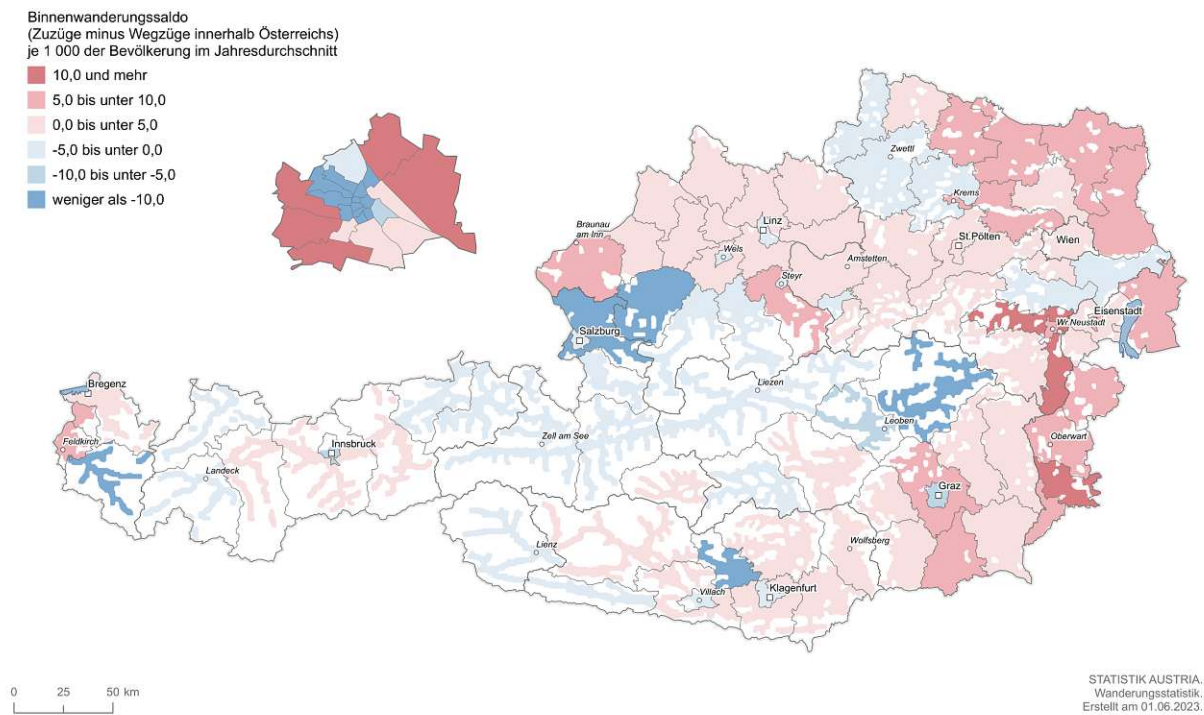 Binnenwanderungssaldo
(Zuzüge minus Wegzüge innerhalb Österreichs)
je 1 000 der Bevölkerung im Jahresdurchschnitt
10,0 und mehr
5,0 bis unter 10,0
0,0 bis unter 5,0
-5,0 bis unter 0,0
-10,0 bis unter -5,0
weniger als -10,0
Zwettl
Krems
Braunau
am Inn
Linz
Wels
St.Pölten
Wien
Amstetten
Steyr
Eisenstadt
Wr.Neustadt
Salzburg
Bregenz
Liezen
Leoben
Feldkirch
Innsbruck
Zell am See
Oberwart
Landeck
Graz
Lienz
Wolfsberg
Villach
Klagenfurt
0 25 50 km
STATISTIK AUSTRIA.
Wanderungsstatistik.
Erstellt am 01.06.2023.